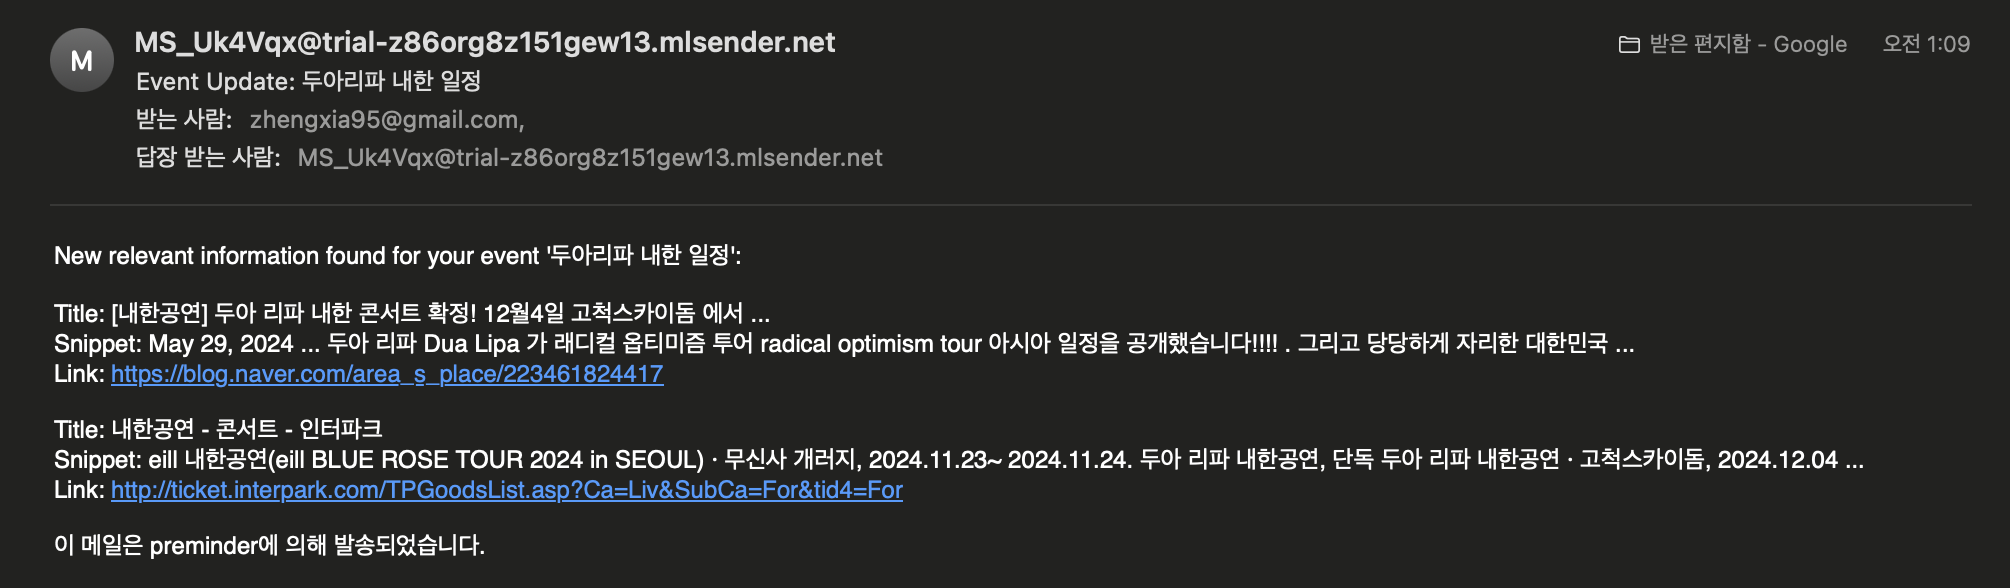 M
MS_Uk4Vqx@trial-z86org8z151gew13.mlsender.net
받은 편지함 - Google 오전 1:09
Event Update: 두아리파 내한 일정
받는 사람: zhengxia95@gmail.com,
답장 받는 사람: MS_Uk4Vqx@trial-z86org8z151gew13.mlsender.net
New relevant information found for your event '두아리파 내한 일정':
Title: [내한공연] 두아 리파 내한 콘서트 확정! 12월4일 고척스카이돔 에서 ...
Snippet: May 29, 2024 ... 두아 리파 Dua Lipa 가 래디컬 옵티미즘 투어 radical optimism tour 아시아 일정을 공개했습니다!!!! . 그리고 당당하게 자리한 대한민국 ...
Link: https://blog.naver.com/area_s_place/223461824417
Title: 내한공연 - 콘서트 - 인터파크
Snippet: eill 내한공연(eill BLUE ROSE TOUR 2024 in SEOUL) · 무신사 개러지, 2024.11.23~ 2024.11.24. 두아 리파 내한공연, 단독 두아 리파 내한공연 · 고척스카이돔, 2024.12.04 ...
Link: http://ticket.interpark.com/TPGoodsList.asp?Ca=Liv&SubCa=For&tid4=For
이 메일은 preminder에 의해 발송되었습니다.